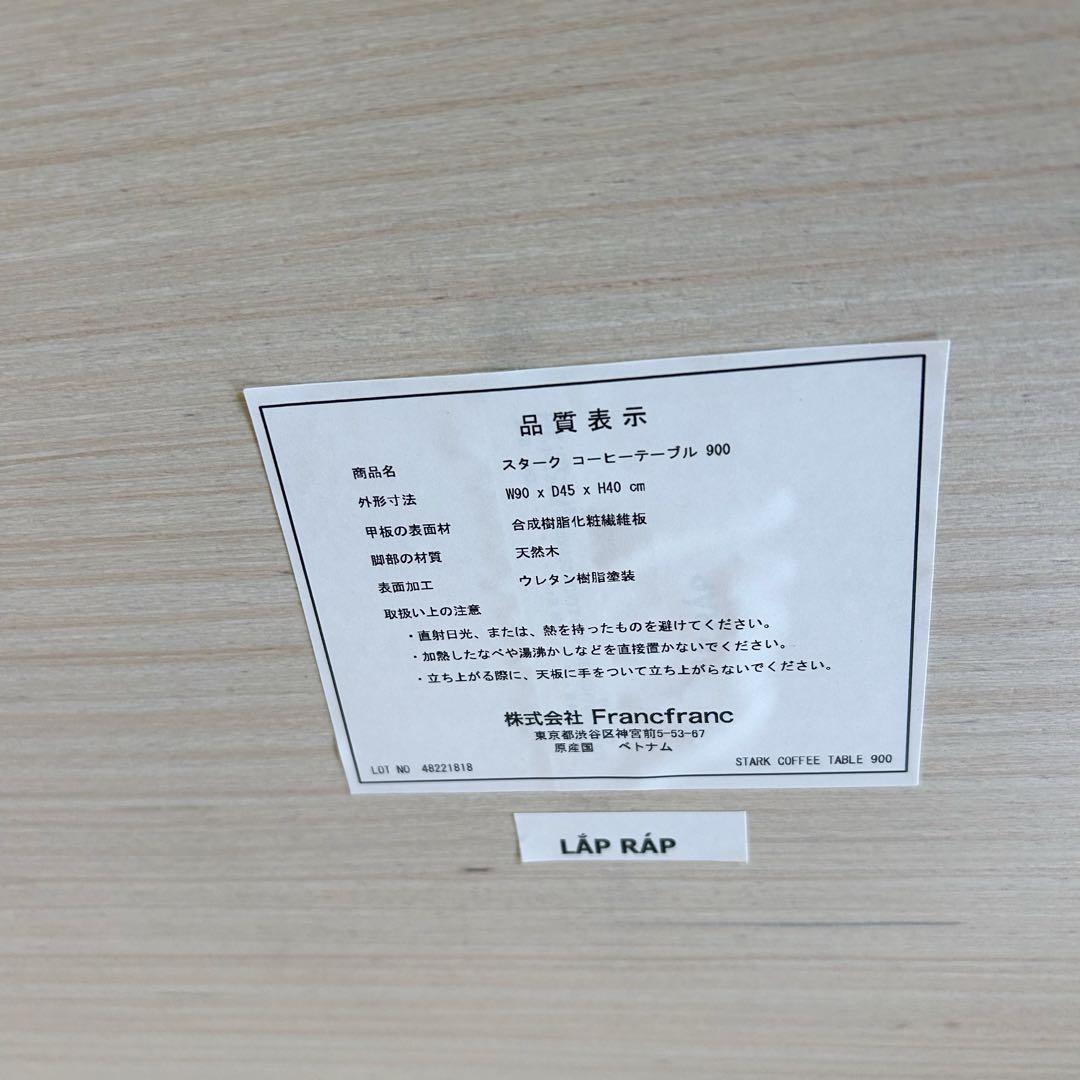 品質表示
商品名 スターク コーヒーテーブル 900
外形寸法 W90 x D45 x H40 cm
甲板の表面材 合成樹脂化粧繊維板
脚部の材質 天然木
表面加工 ウレタン樹脂塗装
取扱い上の注意
・直射日光、または、熱を持ったものを避けてください。
・加熱したなべや湯沸かしなどを直接置かないでください。
・立ち上がる際に、天板に手をついて立ち上がらないでください。
株式会社 Francfranc
東京都渋谷区神宮前5-53-67
原産国 ベトナム
LOT NO 48221818 STARK COFFEE TABLE 900
LẮP RÁP